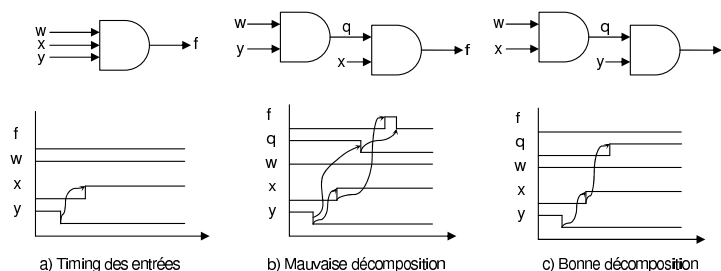 w
x
y
f
w
y
q
x
f
w
x
q
y
f
w
x
y
f
q
w
x
y
f
q
w
x
y
a) Timing des entrées
b) Mauvaise décomposition
c) Bonne décomposition